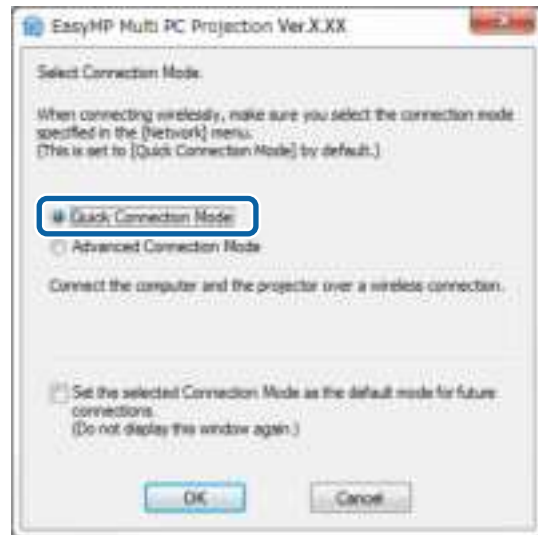 EasyMP Multi PC Projection Ver.X.XX
Select Connection Mode.
When connecting wirelessly, make sure you select the connection mode
specified in the [Network] menu.
(This is set to [Quick Connection Mode] by default.)
Quick Connection Mode
Advanced Connection Mode
Connect the computer and the projector over a wireless connection.
Set the selected Connection Mode as the default mode for future
connections.
(Do not display this window again.)
OK
Cancel